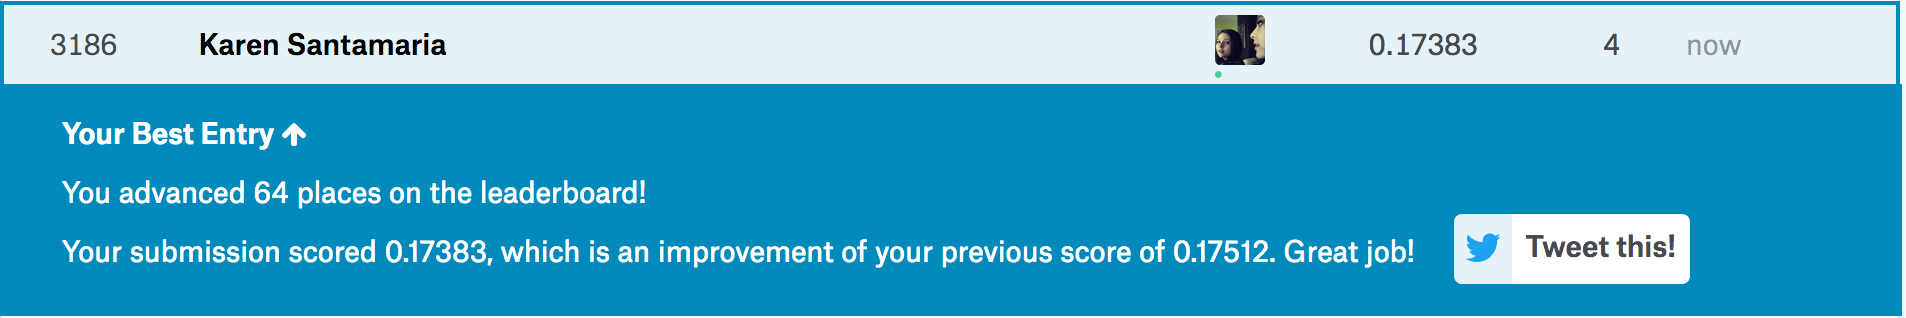 3186 Karen Santamaria 0.17383 4 now
Your Best Entry ↑
You advanced 64 places on the leaderboard!
Your submission scored 0.17383, which is an improvement of your previous score of 0.17512. Great job!
Tweet this!